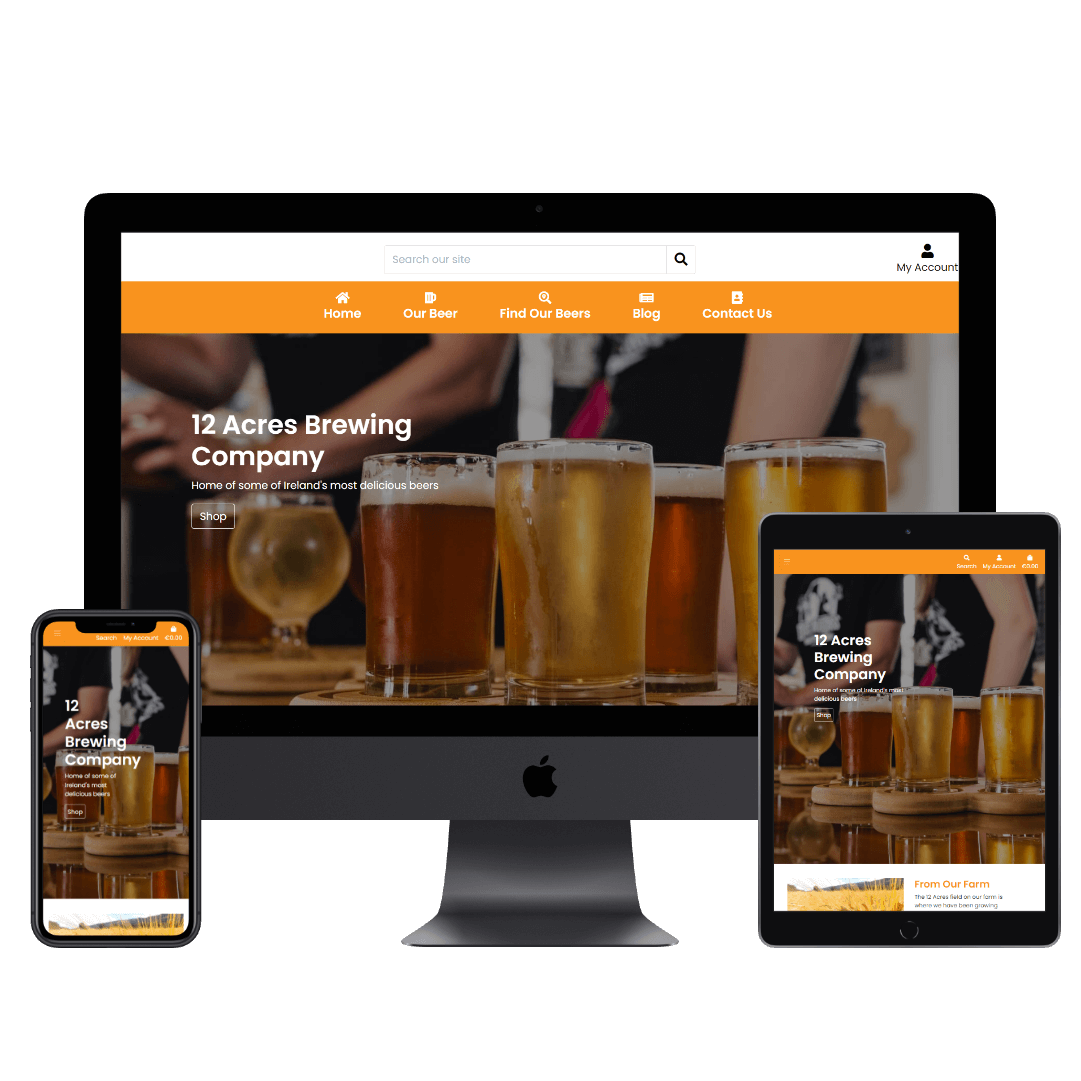 Search our site
My Account
Home Our Beer Find Our Beers Blog Contact Us
12 Acres Brewing
Company
Home of some of Ireland's most delicious beers
Shop
Search My Account €0.00
12
Acres
Brewing
Company
Home of some of
Ireland's most
delicious beers
Shop
Search My Account €0.00
12 Acres
Brewing
Company
Home of some of Ireland's most
delicious beers
Shop
From Our Farm
The 12 Acres field on our farm is
where we have been growing